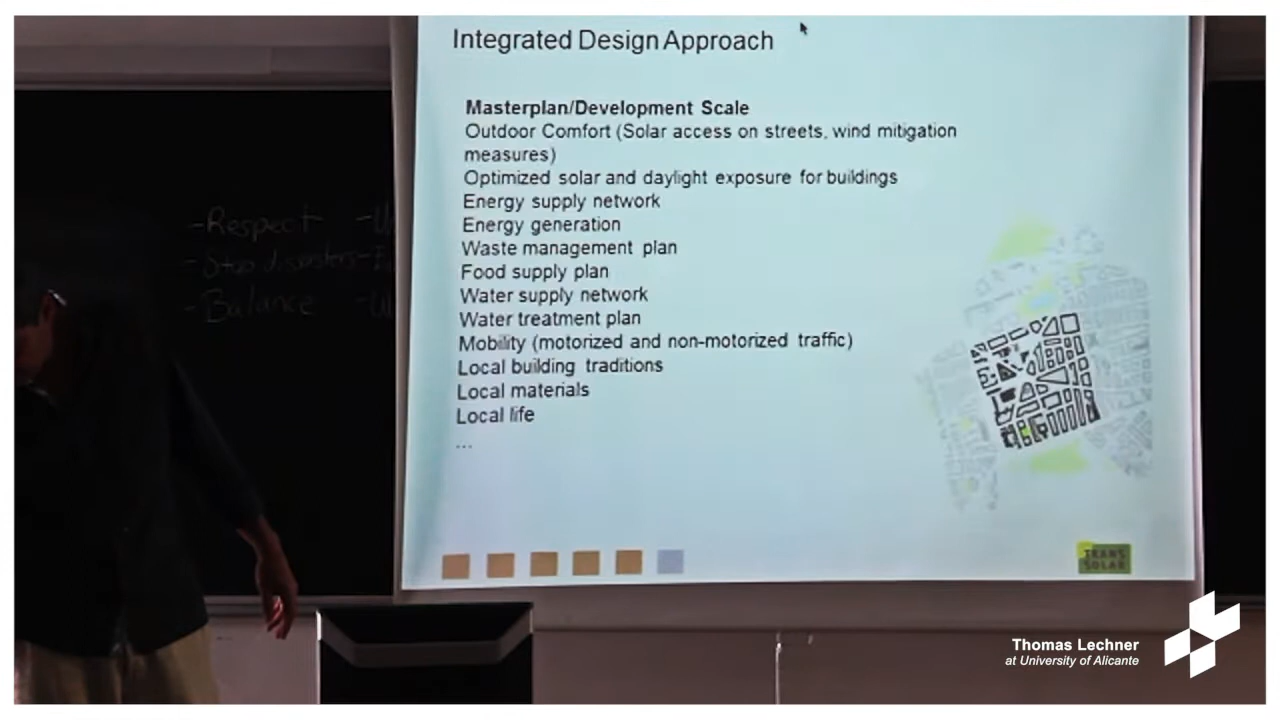 Integrated Design Approach
Masterplan/Development Scale
Outdoor Comfort (Solar access on streets, wind mitigation
measures)
Optimized solar and daylight exposure for buildings
Energy supply network
Energy generation
Waste management plan
Food supply plan
Water supply network
Water treatment plan
Mobility (motorized and non-motorized traffic)
Local building traditions
Local materials
Local life
...
- Respect
- Stop disasters
- Balance
TRANS
SOLAR
Thomas Lechner
at University of Alicante